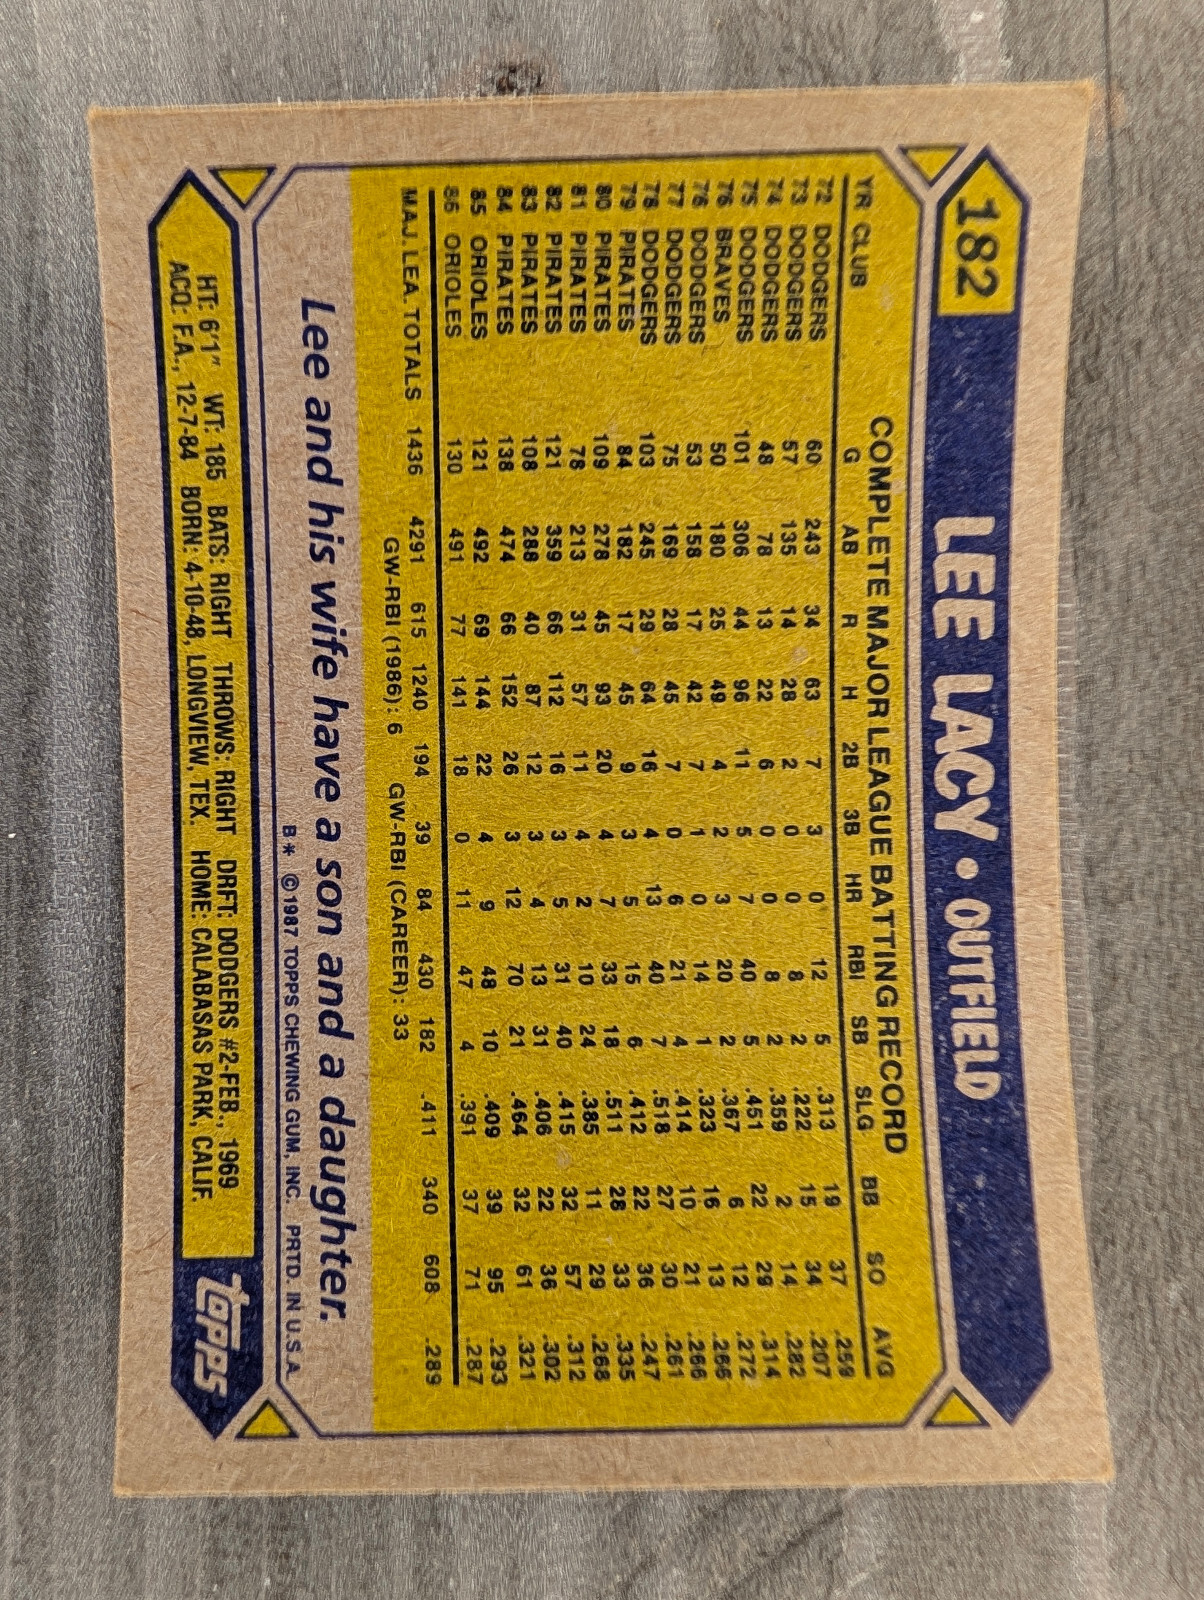 182 LEE LACY • OUTFIELD
COMPLETE MAJOR LEAGUE BATTING RECORD
YR CLUB G AB R H 2B 3B HR RBI SB SLG BB SO AVG
72 DODGERS 60 243 34 63 7 3 0 12 5 .313 19 37 .259
73 DODGERS 57 135 14 28 2 0 0 8 2 .222 15 34 .207
74 DODGERS 48 78 13 22 6 0 0 8 2 .359 2 14 .282
75 DODGERS 101 306 44 96 11 5 7 40 5 .451 22 29 .314
76 BRAVES 50 180 25 49 4 2 3 20 2 .367 6 12 .272
76 DODGERS 53 158 17 42 7 1 0 14 1 .323 16 13 .266
77 DODGERS 75 169 28 45 7 0 6 21 4 .414 10 21 .266
78 DODGERS 103 245 29 64 16 4 13 40 7 .518 27 30 .261
79 PIRATES 84 182 17 45 9 3 5 15 6 .412 22 36 .247
80 PIRATES 109 278 45 93 20 4 7 33 18 .511 28 33 .335
81 PIRATES 78 213 31 57 11 4 2 10 24 .385 11 29 .268
82 PIRATES 121 359 66 112 16 3 5 31 40 .415 32 57 .312
83 PIRATES 108 288 40 87 12 3 4 13 31 .406 22 36 .302
84 PIRATES 138 474 66 152 26 3 12 70 21 .464 32 61 .321
85 ORIOLES 121 492 69 144 22 4 9 48 10 .409 39 95 .293
86 ORIOLES 130 491 77 141 18 0 11 47 4 .391 37 71 .287
MAJ. LEA. TOTALS 1436 4291 615 1240 194 39 84 430 182 .411 340 608 .289
GW-RBI (1986): 6 GW-RBI (CAREER): 33
Lee and his wife have a son and a daughter.
B* ©1987 TOPPS CHEWING GUM, INC. PRTD. IN U.S.A.
HT: 6'1" WT: 185 BATS: RIGHT THROWS: RIGHT DRFT: DODGERS #2-FEB., 1969
ACQ: F.A., 12-7-84 BORN: 4-10-48, LONGVIEW, TEX. HOME: CALABASAS PARK, CALIF.
topps